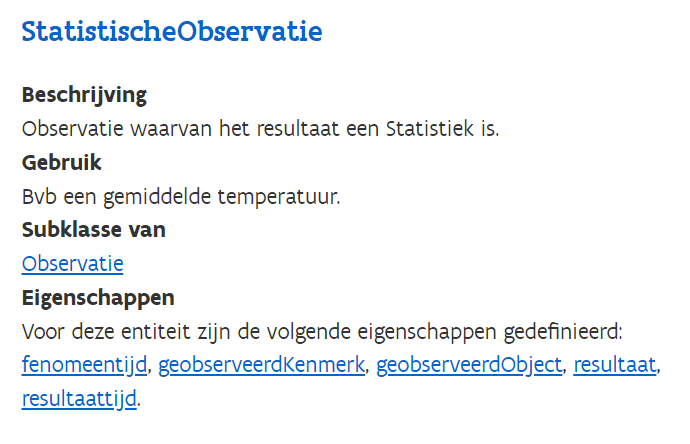 StatistischeObservatie
Beschrijving
Observatie waarvan het resultaat een Statistiek is.
Gebruik
Bvb een gemiddelde temperatuur.
Subklasse van
Observatie
Eigenschappen
Voor deze entiteit zijn de volgende eigenschappen gedefinieerd:
fenomeentijd, geobserveerdKenmerk, geobserveerdObject, resultaat,
resultaattijd.